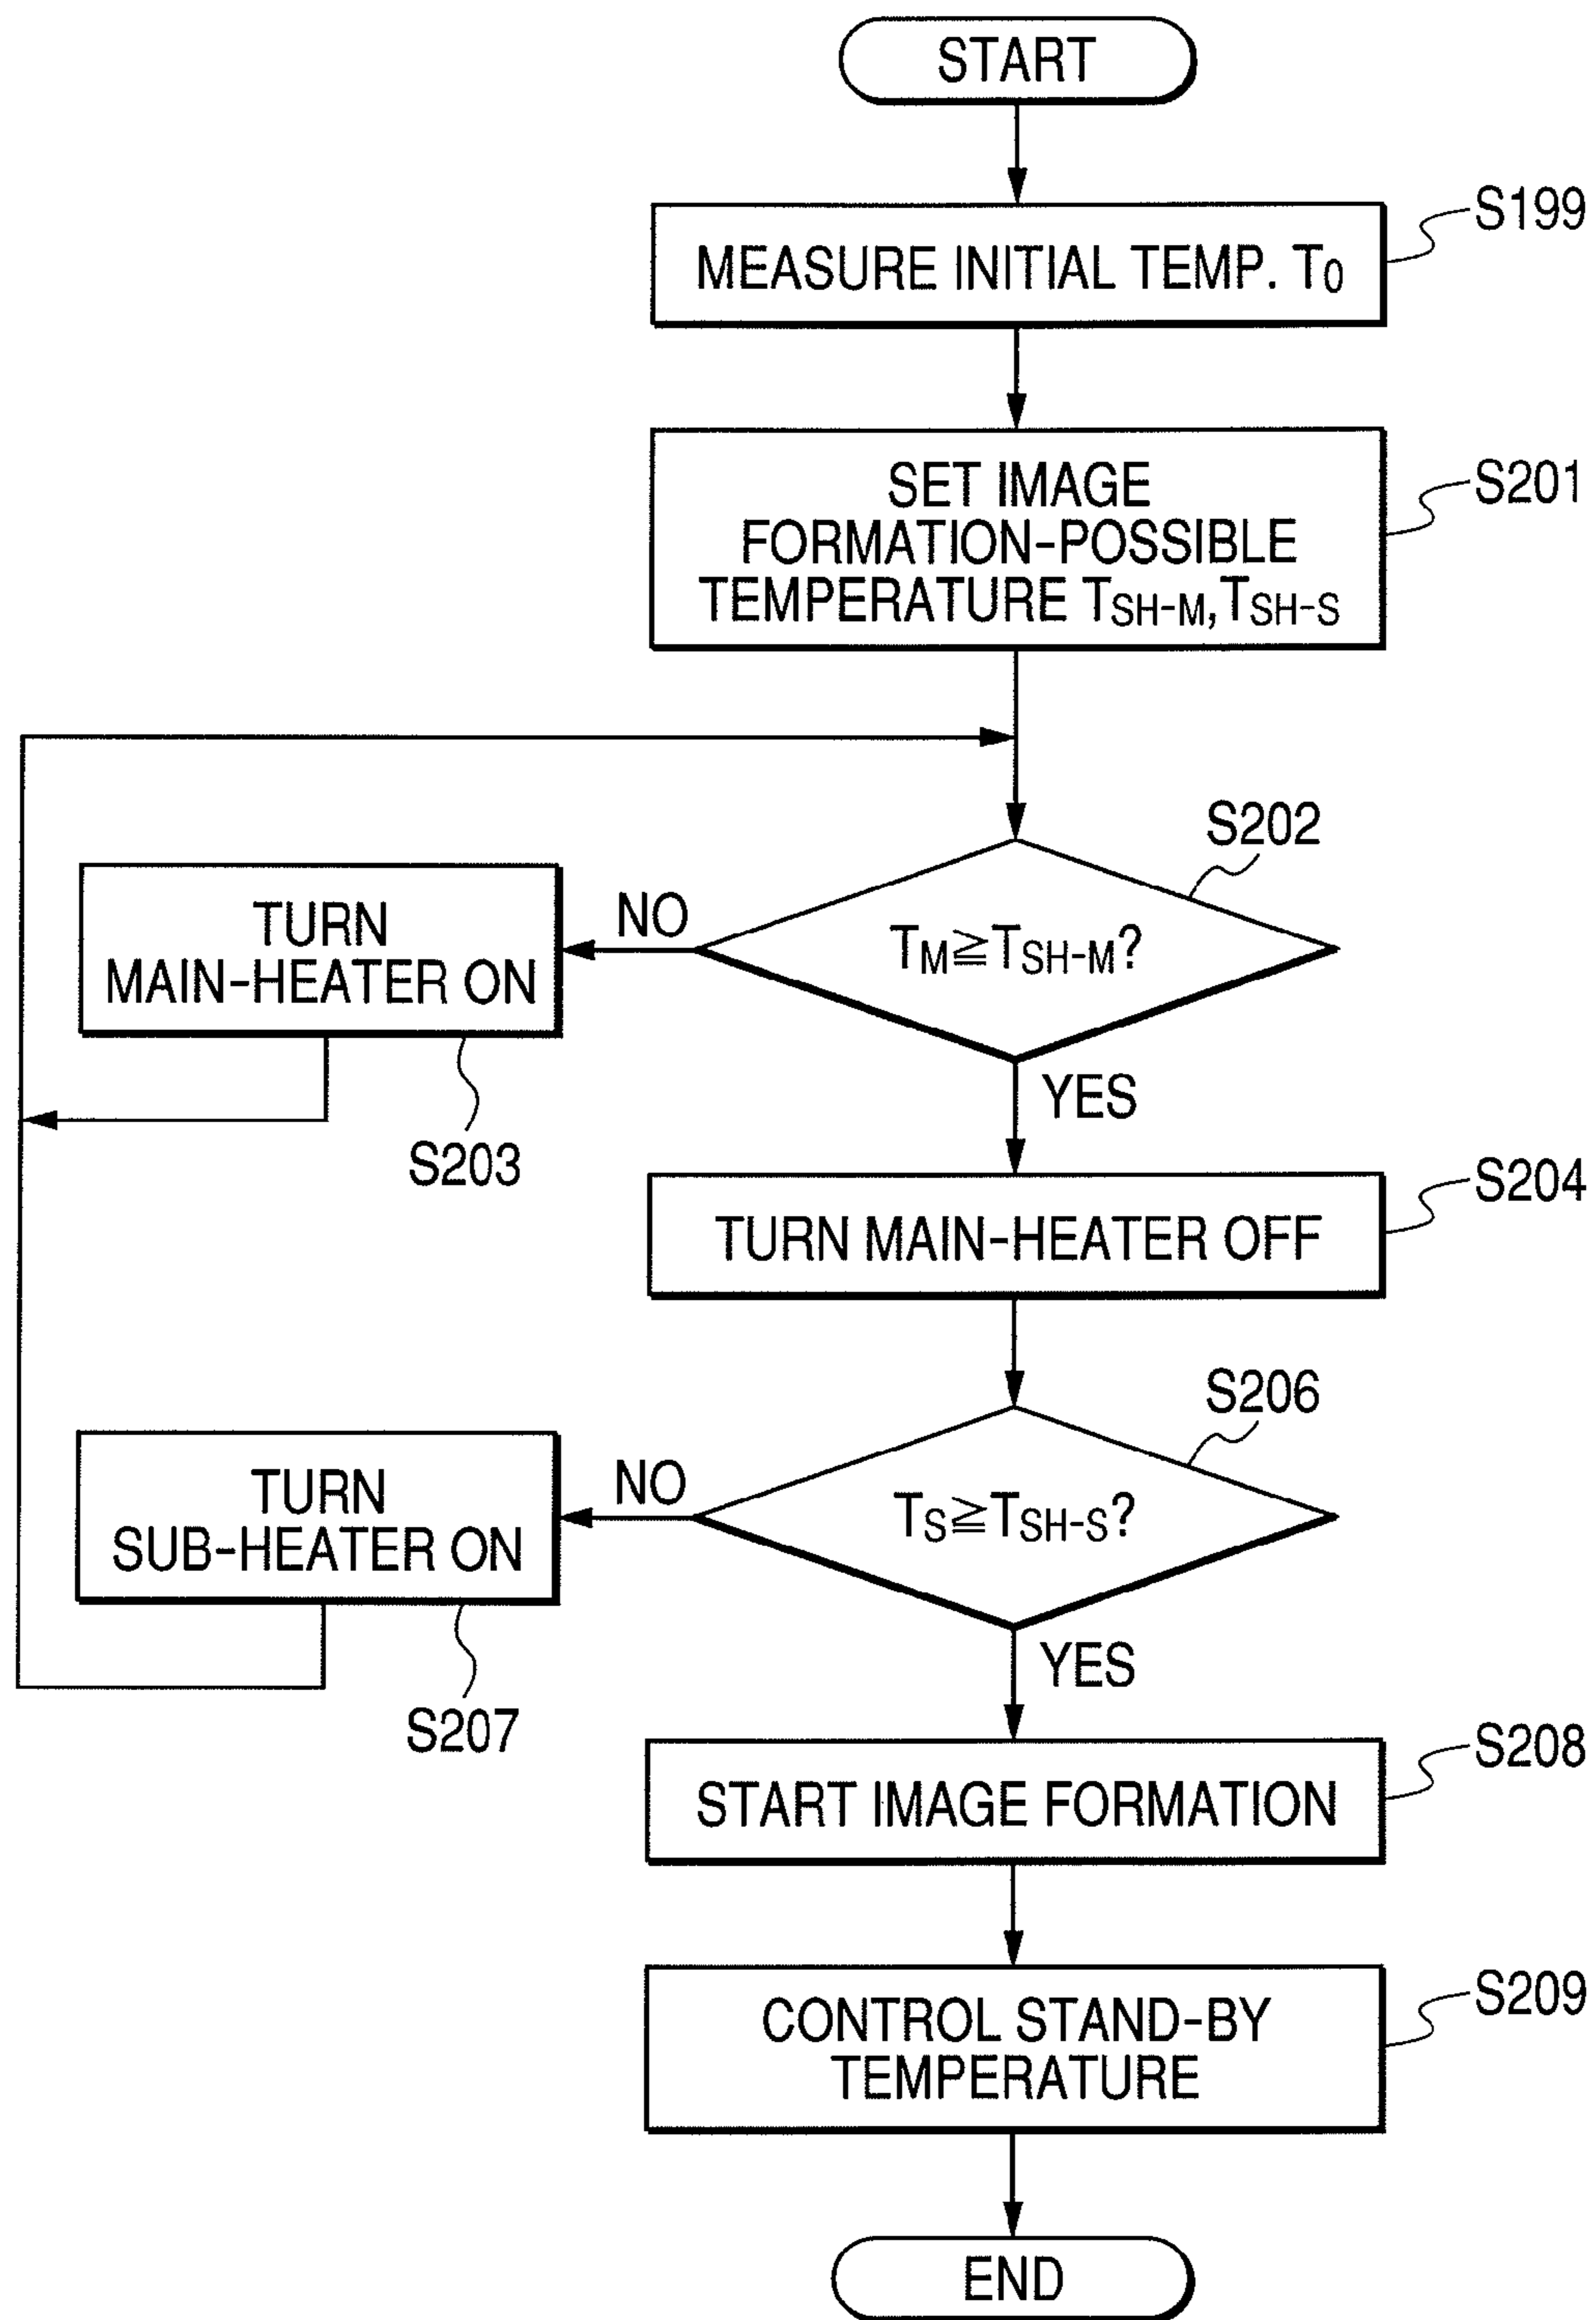 START
S199
MEASURE INITIAL TEMP. T0
S201
SET IMAGE
FORMATION-POSSIBLE
TEMPERATURE TSH-M, TSH-S
S202
TM≧TSH-M?
NO
TURN
MAIN-HEATER ON
S203
YES
S204
TURN MAIN-HEATER OFF
S206
TS≧TSH-S?
NO
TURN
SUB-HEATER ON
S207
YES
S208
START IMAGE FORMATION
S209
CONTROL STAND-BY
TEMPERATURE
END